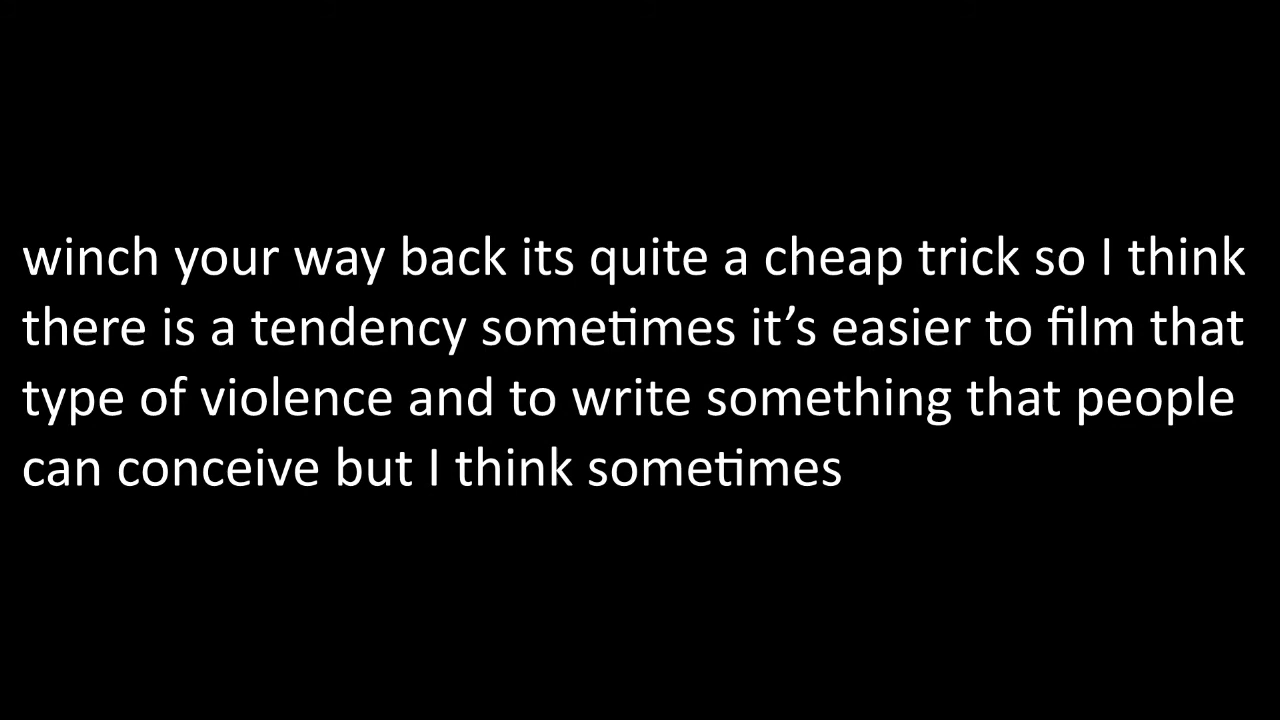 winch your way back its quite a cheap trick so I think
there is a tendency sometimes it’s easier to film that
type of violence and to write something that people
can conceive but I think sometimes